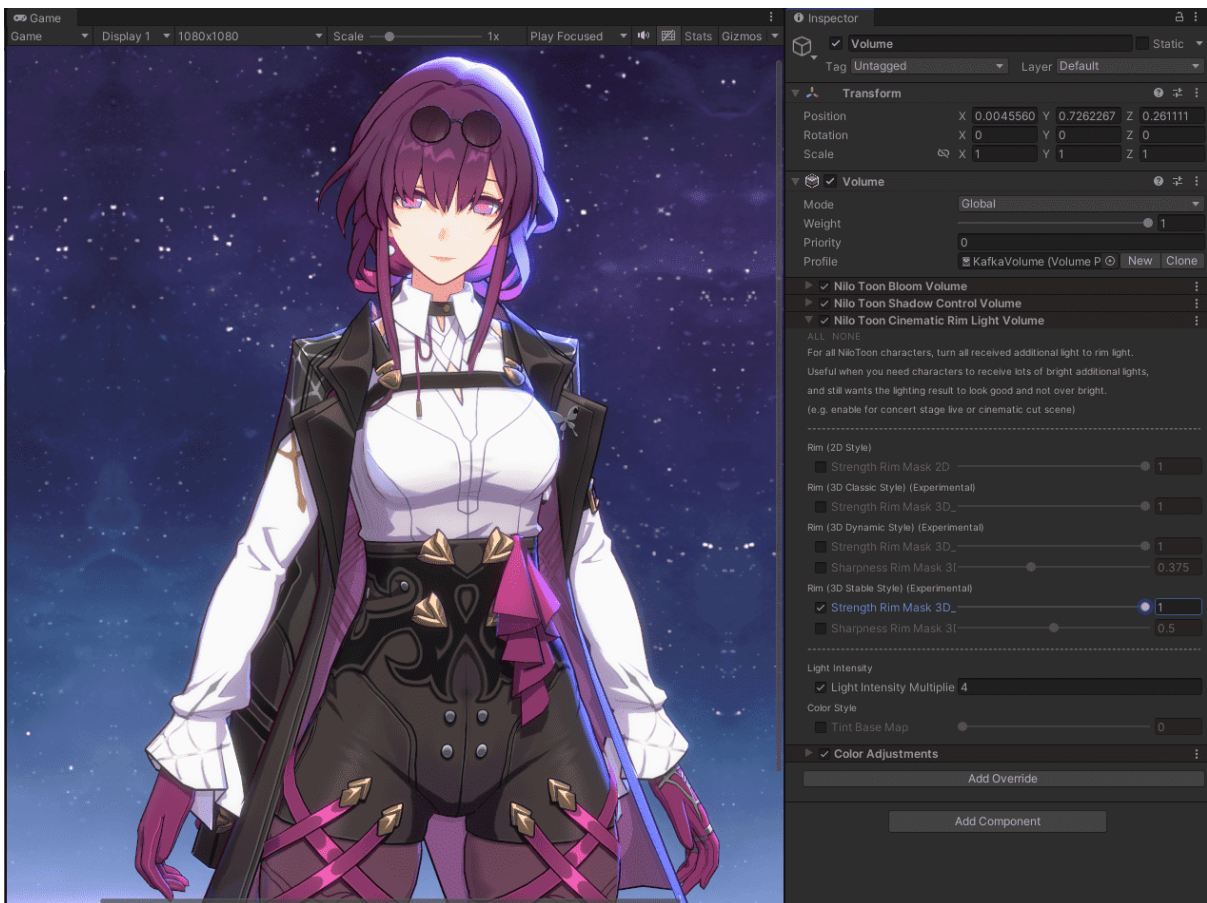 Game
Game Display 1 1080x1080 Scale 1x Play Focused Stats Gizmos
Inspector
Volume Static
Tag Untagged Layer Default
Transform
Position X 0.0045560 Y 0.7262267 Z 0.261111
Rotation X 0 Y 0 Z 0
Scale X 1 Y 1 Z 1
Volume
Mode Global
Weight 1
Priority 0
Profile KafkaVolume (Volume P New Clone
Nilo Toon Bloom Volume
Nilo Toon Shadow Control Volume
Nilo Toon Cinematic Rim Light Volume
ALL NONE
For all NiloToon characters, turn all received additional light to rim light.
Useful when you need characters to receive lots of bright additional lights,
and still wants the lighting result to look good and not over bright.
(e.g. enable for concert stage live or cinematic cut scene)
Rim (2D Style)
Strength Rim Mask 2D 1
Rim (3D Classic Style) (Experimental)
Strength Rim Mask 3D_ 1
Rim (3D Dynamic Style) (Experimental)
Strength Rim Mask 3D_ 1
Sharpness Rim Mask 3D 0.375
Rim (3D Stable Style) (Experimental)
Strength Rim Mask 3D_ 1
Sharpness Rim Mask 3D 0.5
Light Intensity
Light Intensity Multiplie 4
Color Style
Tint Base Map 0
Color Adjustments
Add Override
Add Component